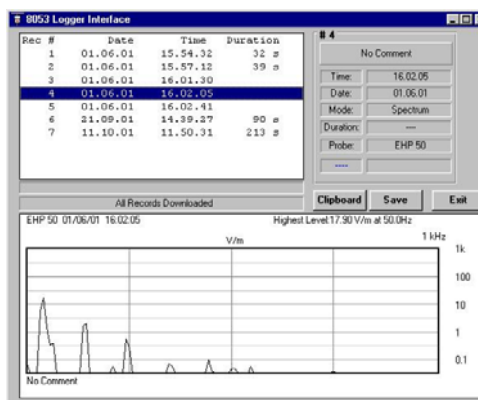 8053 Logger Interface
Rec # Date Time Duration
1 01.06.01 15.54.32 32 s
2 01.06.01 15.57.12 39 s
3 01.06.01 16.01.30
4 01.06.01 16.02.05
5 01.06.01 16.02.41
6 21.09.01 14.39.27 90 s
7 11.10.01 11.50.31 213 s
All Records Downloaded
# 4
No Comment
Time: 16.02.05
Date: 01.06.01
Mode: Spectrum
Duration: ---
Probe: EHP 50
----
Clipboard Save Exit
EHP 50 01/06/01 16.02.05 Highest Level:17.90 V/m at 50.0Hz
V/m 1 kHz
1k
100
10
1
0.1
No Comment